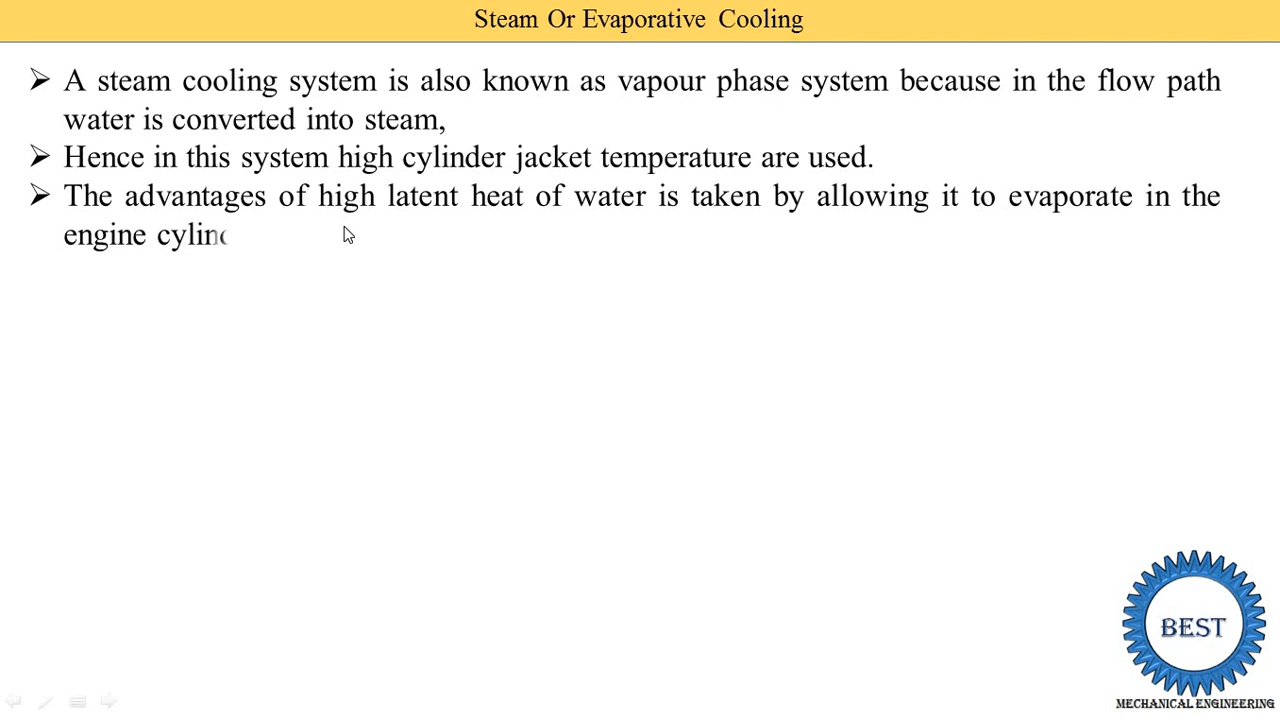 Steam Or Evaporative Cooling
➢ A steam cooling system is also known as vapour phase system because in the flow path
water is converted into steam,
➢ Hence in this system high cylinder jacket temperature are used.
➢ The advantages of high latent heat of water is taken by allowing it to evaporate in the
engine
BEST
MECHANICAL ENGINEERING